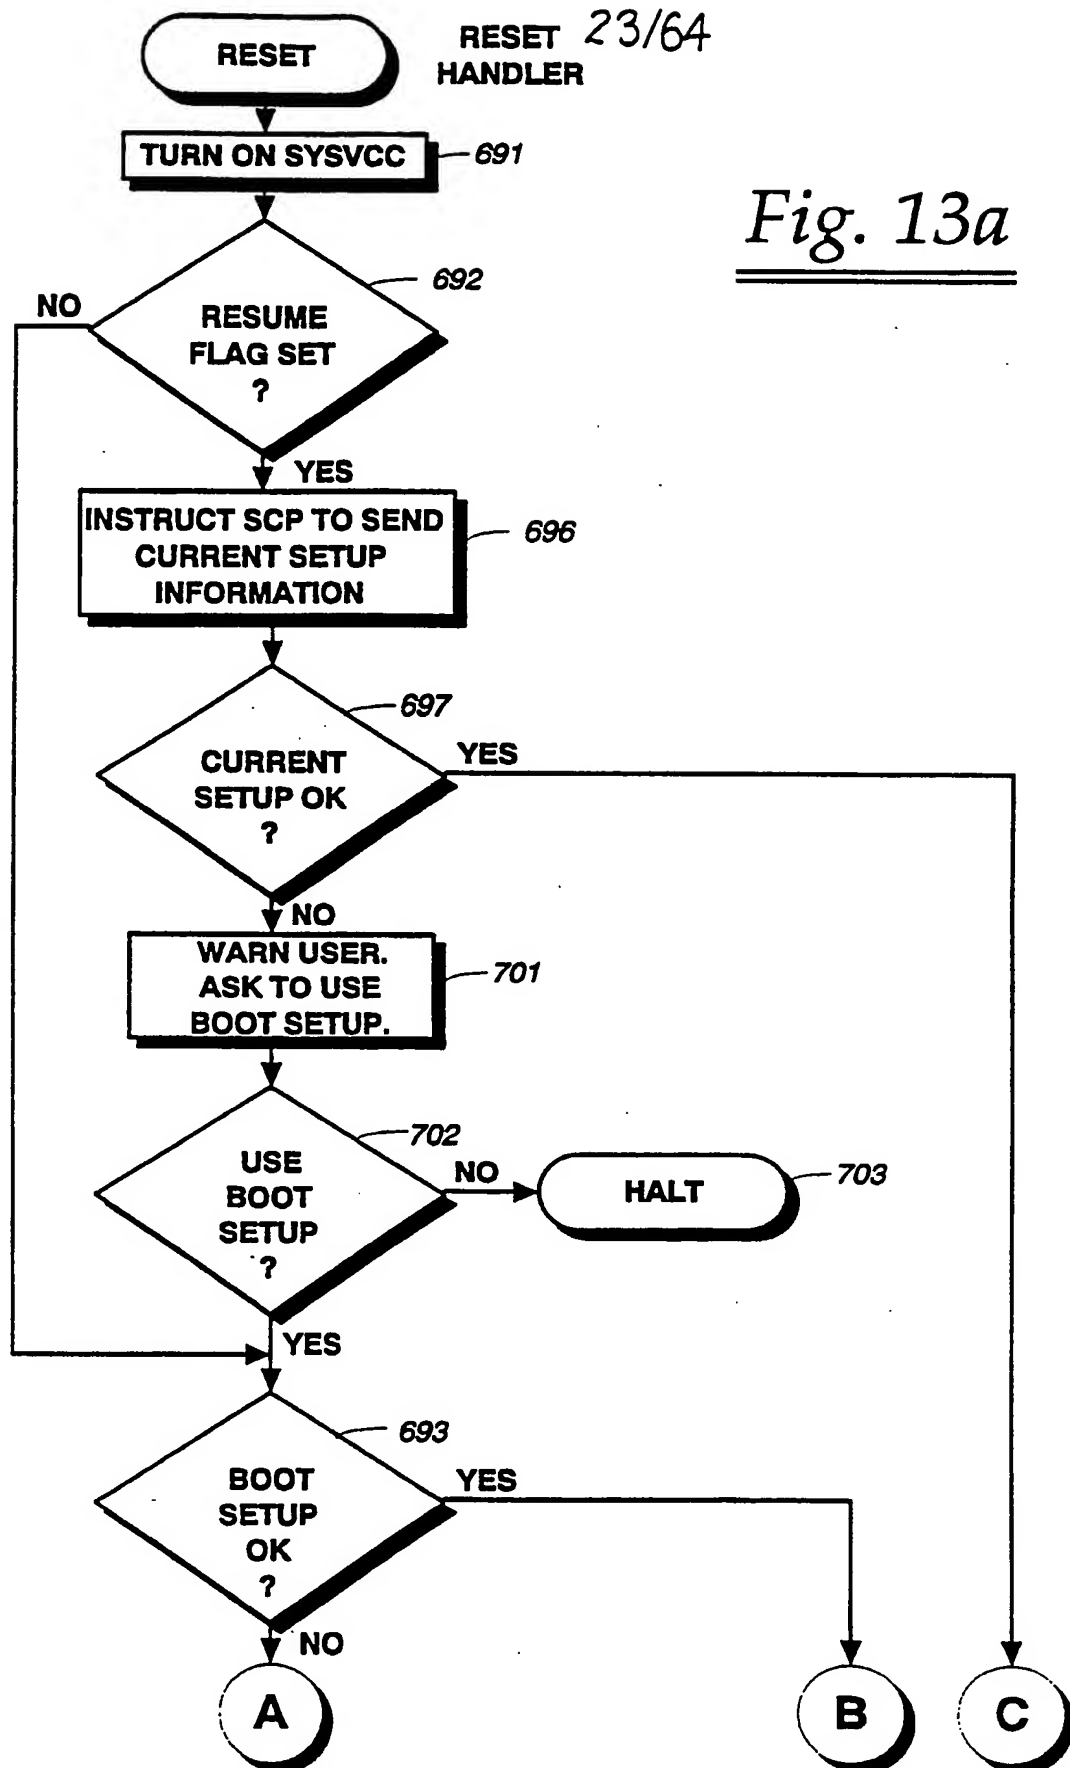 RESET
RESET 23/64
HANDLER
TURN ON SYSVCC
691
Fig. 13a
692
NO
RESUME
FLAG SET
?
YES
INSTRUCT SCP TO SEND
CURRENT SETUP
INFORMATION
696
697
CURRENT
SETUP OK
?
YES
NO
WARN USER.
ASK TO USE
BOOT SETUP.
701
702
USE
BOOT
SETUP
?
NO
HALT
703
YES
693
BOOT
SETUP
OK
?
YES
NO
A
B
C